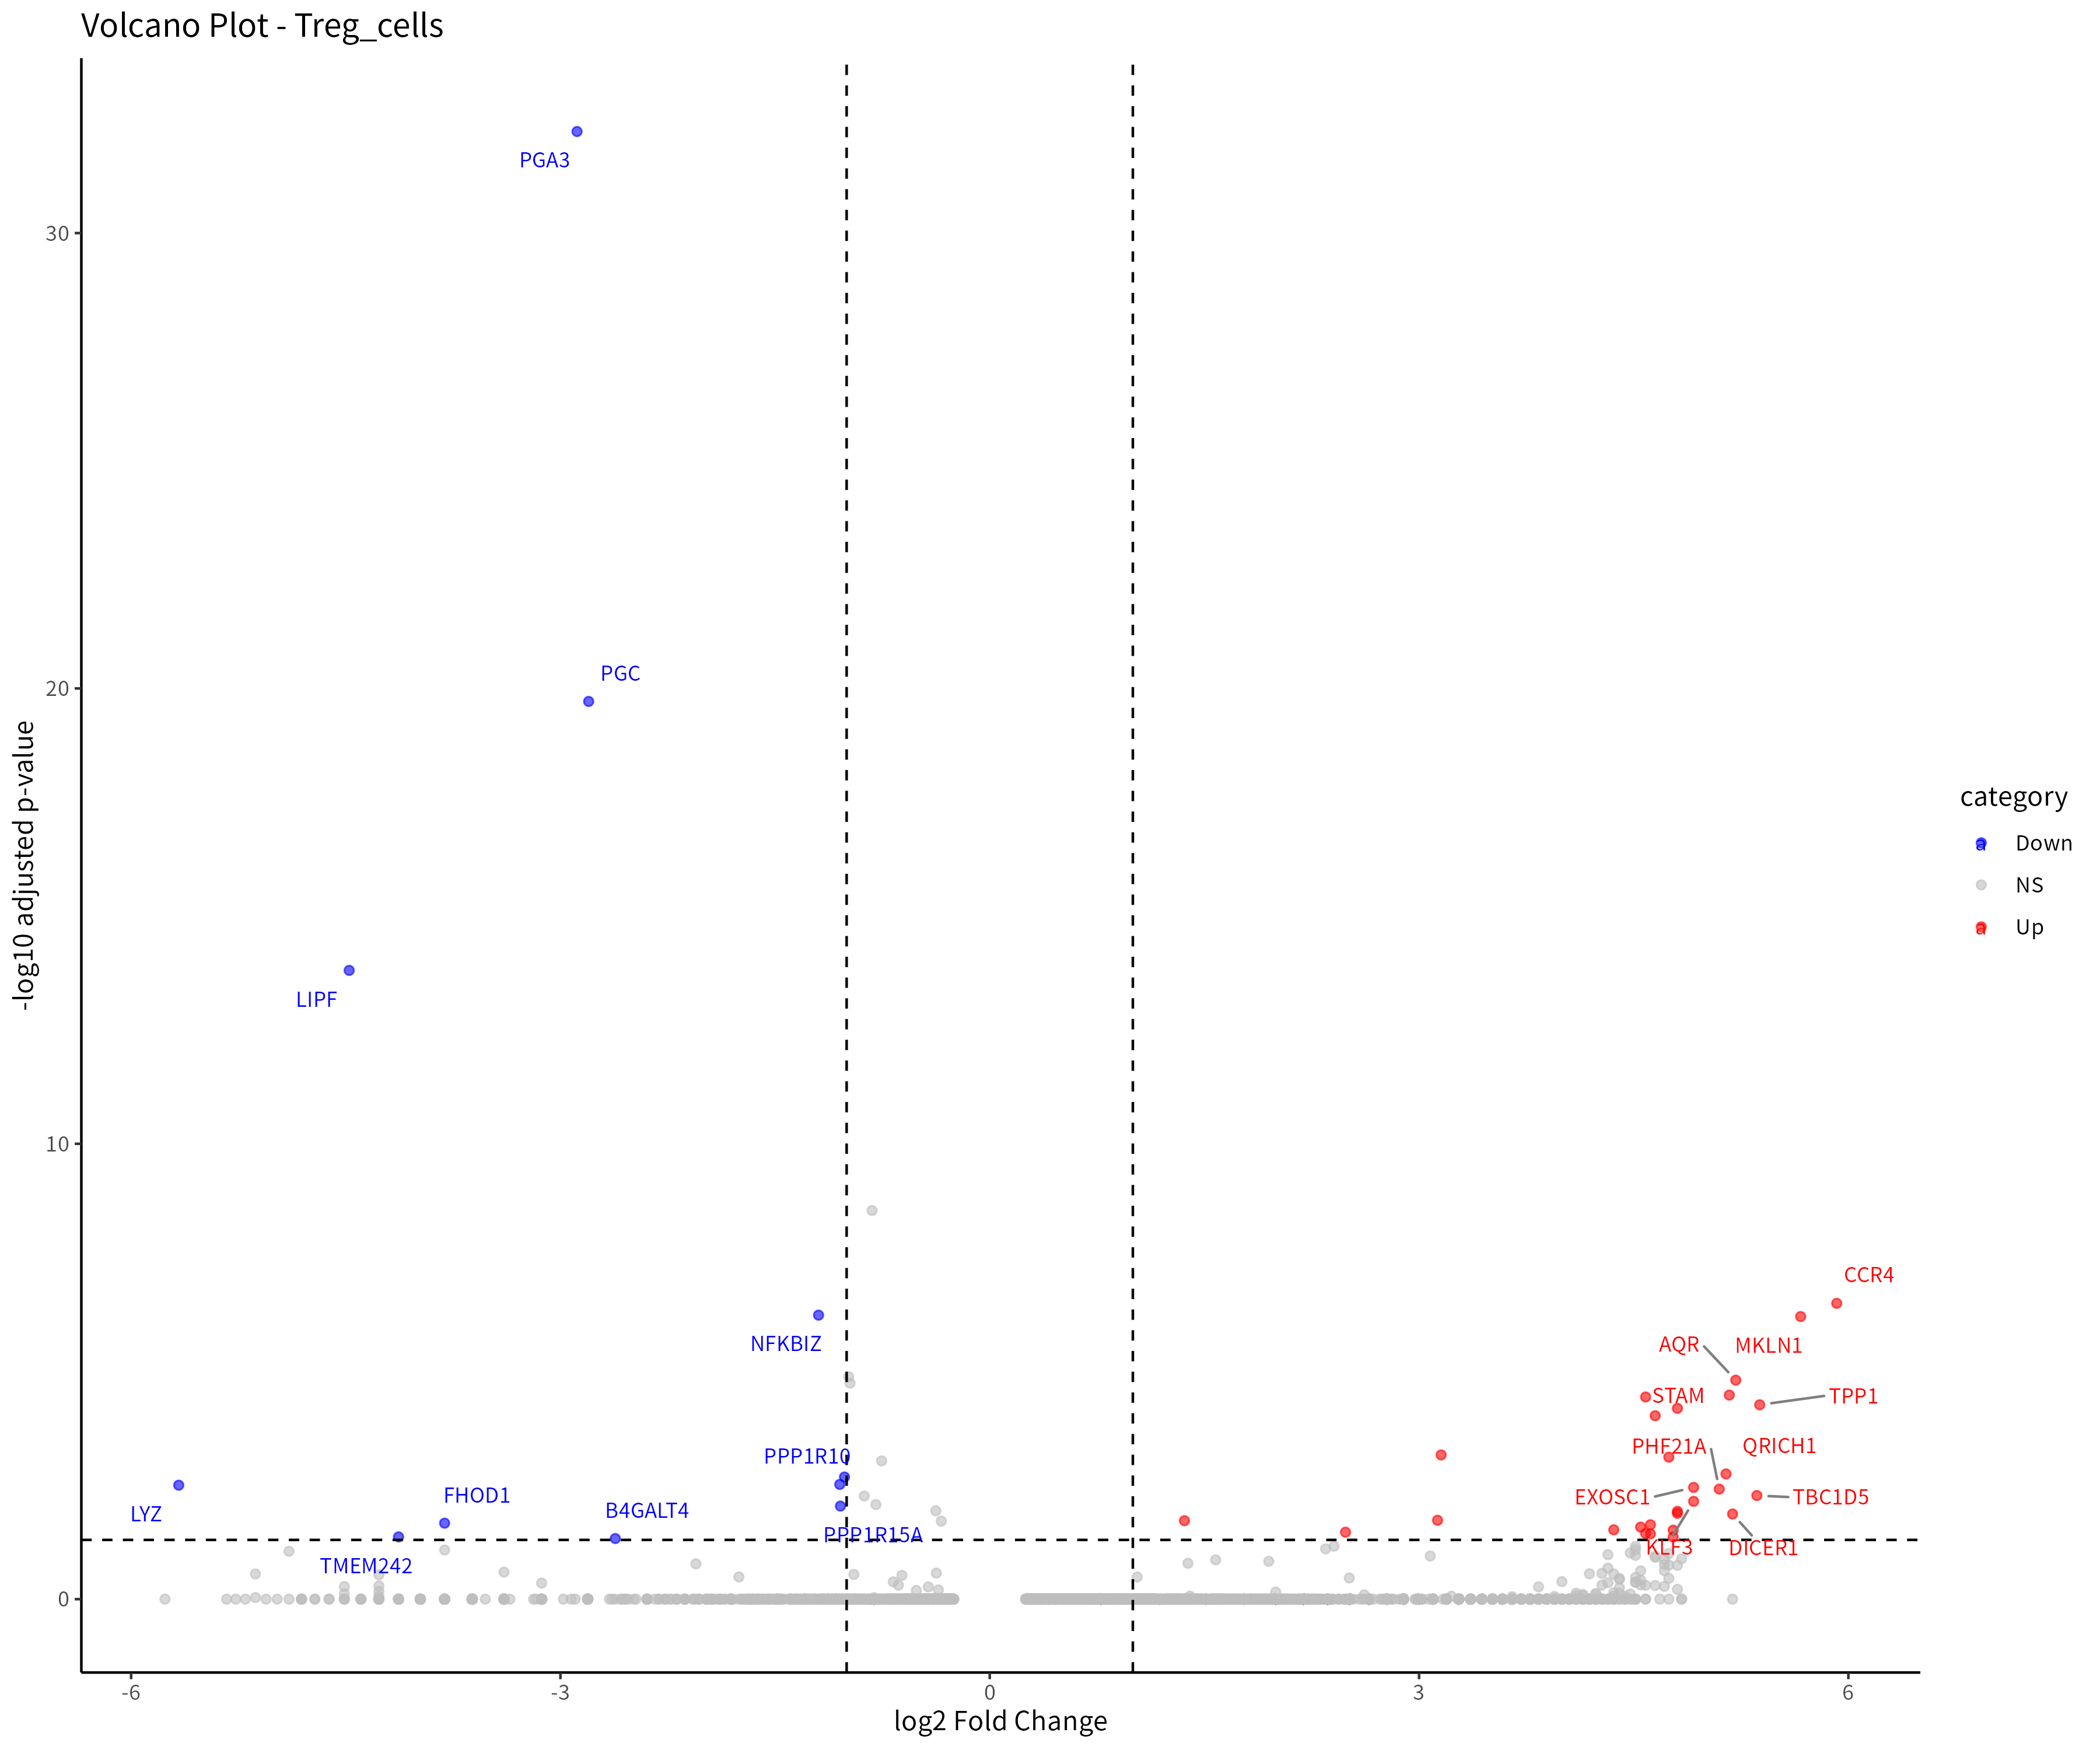 Volcano Plot - Treg_cells
PGA3
30
PGC
20
-log10 adjusted p-value
category
Down
NS
Up
LIPF
10
CCR4
NFKBIZ
AQR
MKLN1
STAM
TPP1
PPP1R10
PHF21A
QRICH1
LYZ
FHOD1
B4GALT4
EXOSC1
TBC1D5
PPP1R15A
TMEM242
KLF3
DICER1
0
-6
-3
0
3
6
log2 Fold Change